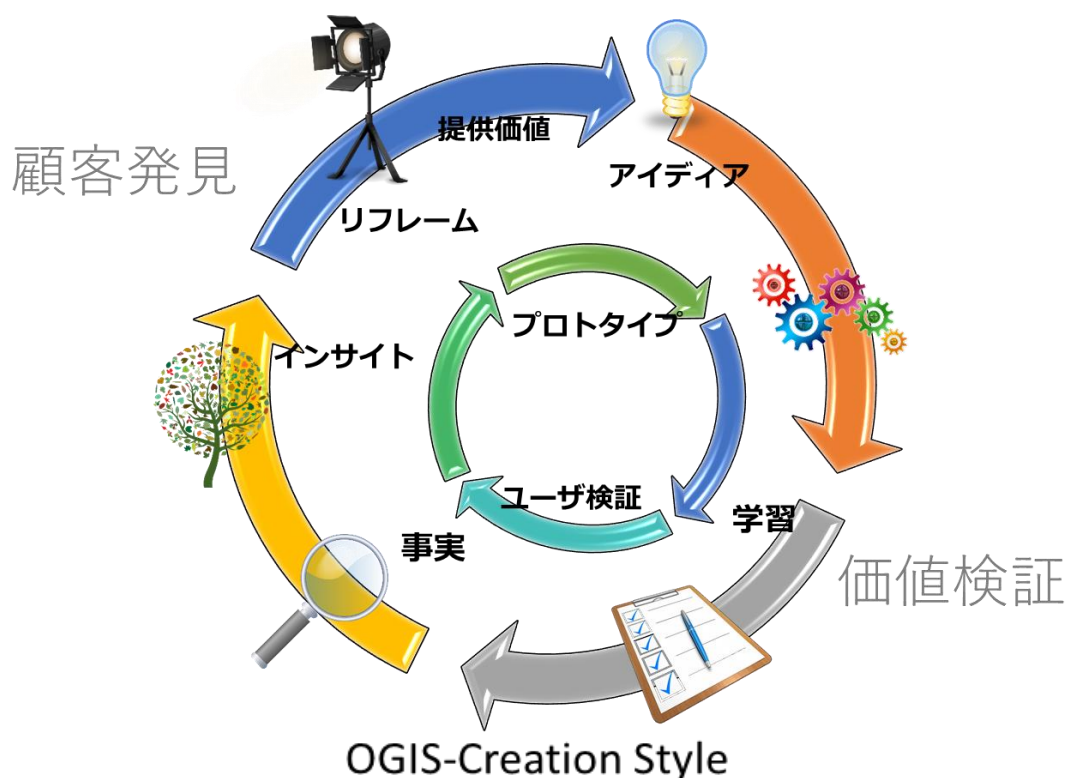 提供価値
アイディア
顧客発見
リフレーム
プロトタイプ
インサイト
ユーザ検証
学習
事実
価値検証
OGIS-Creation Style